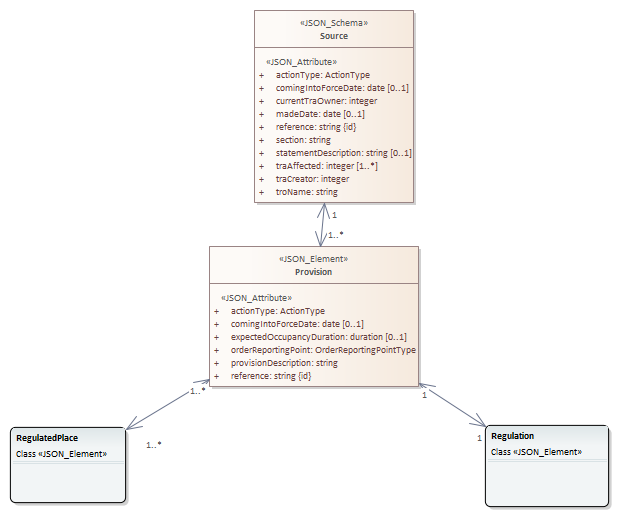 «JSON_Schema»
Source
«JSON_Attribute»
+ actionType: ActionType
+ comingIntoForceDate: date [0..1]
+ currentTraOwner: integer
+ madeDate: date [0..1]
+ reference: string {id}
+ section: string
+ statementDescription: string [0..1]
+ traAffected: integer [1..*]
+ traCreator: integer
+ troName: string
1
1..*
«JSON_Element»
Provision
«JSON_Attribute»
+ actionType: ActionType
+ comingIntoForceDate: date [0..1]
+ expectedOccupancyDuration: duration [0..1]
+ orderReportingPoint: OrderReportingPointType
+ provisionDescription: string
+ reference: string {id}
1..*
1
1..*
1
RegulatedPlace
Class «JSON_Element»
Regulation
Class «JSON_Element»